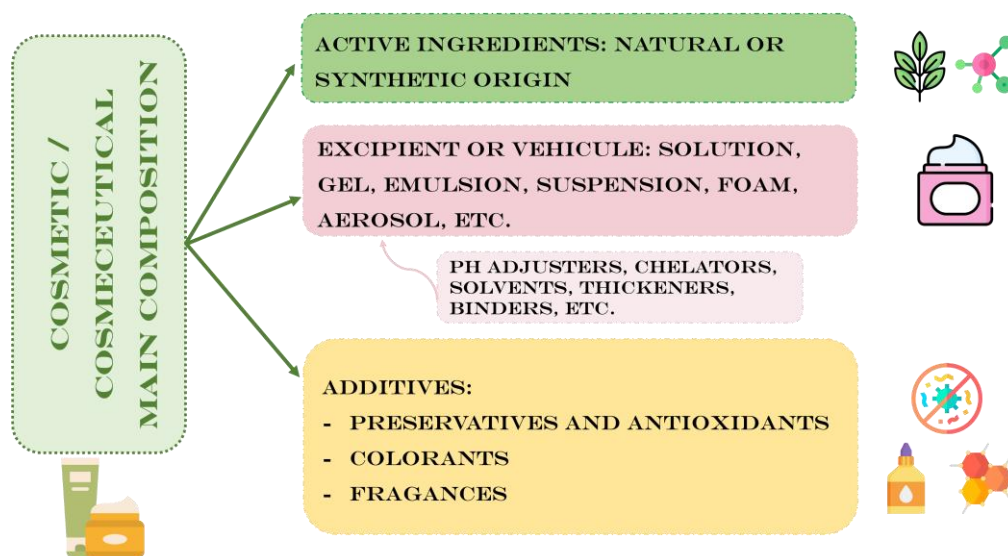 COSMETIC /
COSMECEUTICAL
MAIN COMPOSITION
ACTIVE INGREDIENTS: NATURAL OR
SYNTHETIC ORIGIN
EXCIPIENT OR VEHICULE: SOLUTION,
GEL, EMULSION, SUSPENSION, FOAM,
AEROSOL, ETC.
PH ADJUSTERS, CHELATORS,
SOLVENTS, THICKENERS,
BINDERS, ETC.
ADDITIVES:
- PRESERVATIVES AND ANTIOXIDANTS
- COLORANTS
- FRAGANCES